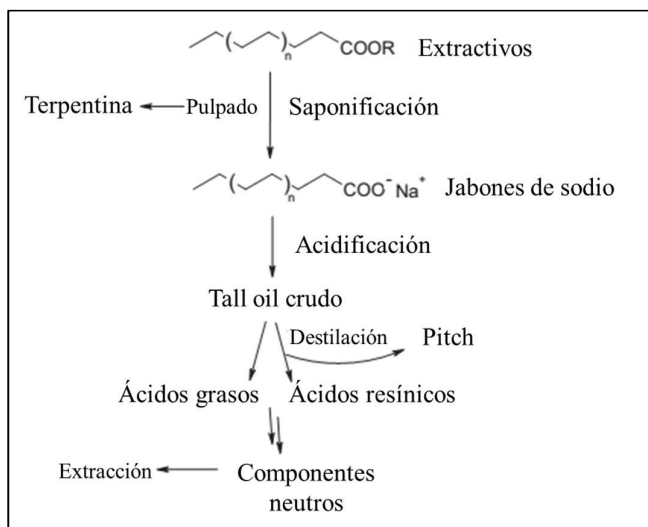 COOR Extractivos
n
Terpentina Pulpado Saponificación
COO⁻Na⁺ Jabones de sodio
n
Acidificación
Tall oil crudo
Destilación Pitch
Ácidos grasos Ácidos resínicos
Extracción Componentes
neutros